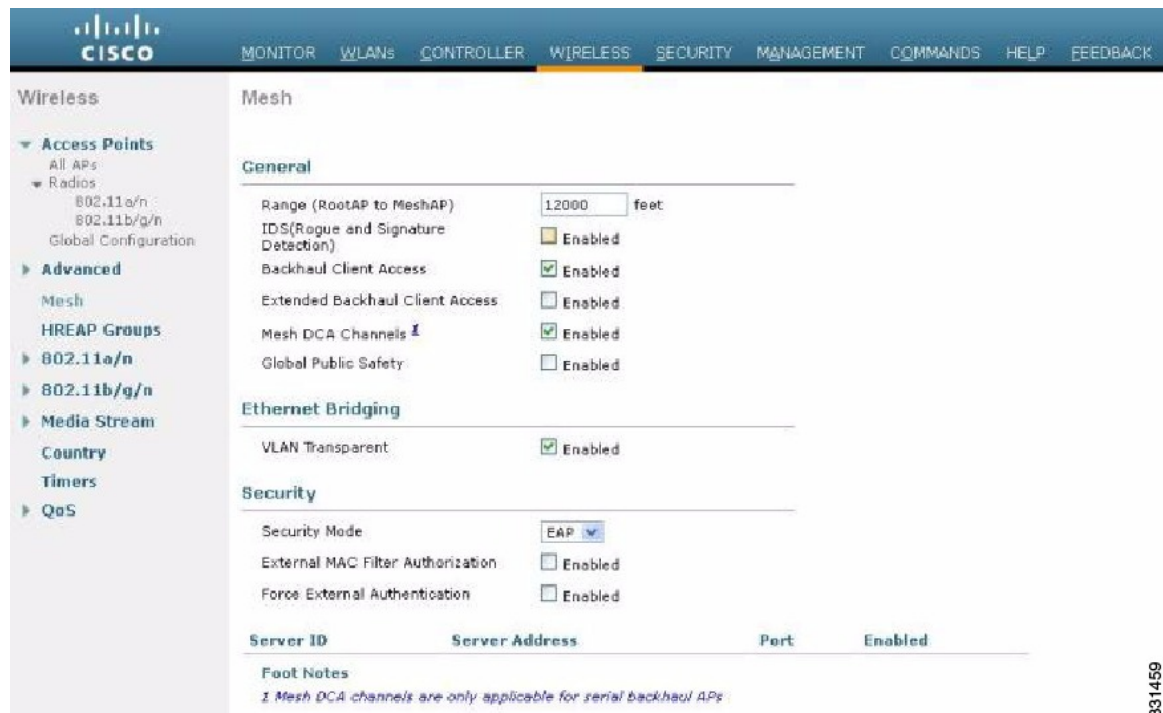 CISCO
MONITOR WLANs CONTROLLER WIRELESS SECURITY MANAGEMENT COMMANDS HELP FEEDBACK
Wireless
Access Points
All APs
Radios
802.11a/n
802.11b/g/n
Global Configuration
Advanced
Mesh
HREAP Groups
802.11a/n
802.11b/g/n
Media Stream
Country
Timers
QoS
Mesh
General
Range (RootAP to MeshAP) 12000 feet
IDS(Rogue and Signature
Detection) Enabled
Backhaul Client Access Enabled
Extended Backhaul Client Access Enabled
Mesh DCA Channels 1 Enabled
Global Public Safety Enabled
Ethernet Bridging
VLAN Transparent Enabled
Security
Security Mode EAP
External MAC Filter Authorization Enabled
Force External Authentication Enabled
Server ID Server Address Port Enabled
Foot Notes
1 Mesh DCA channels are only applicable for serial backhaul APs
331459